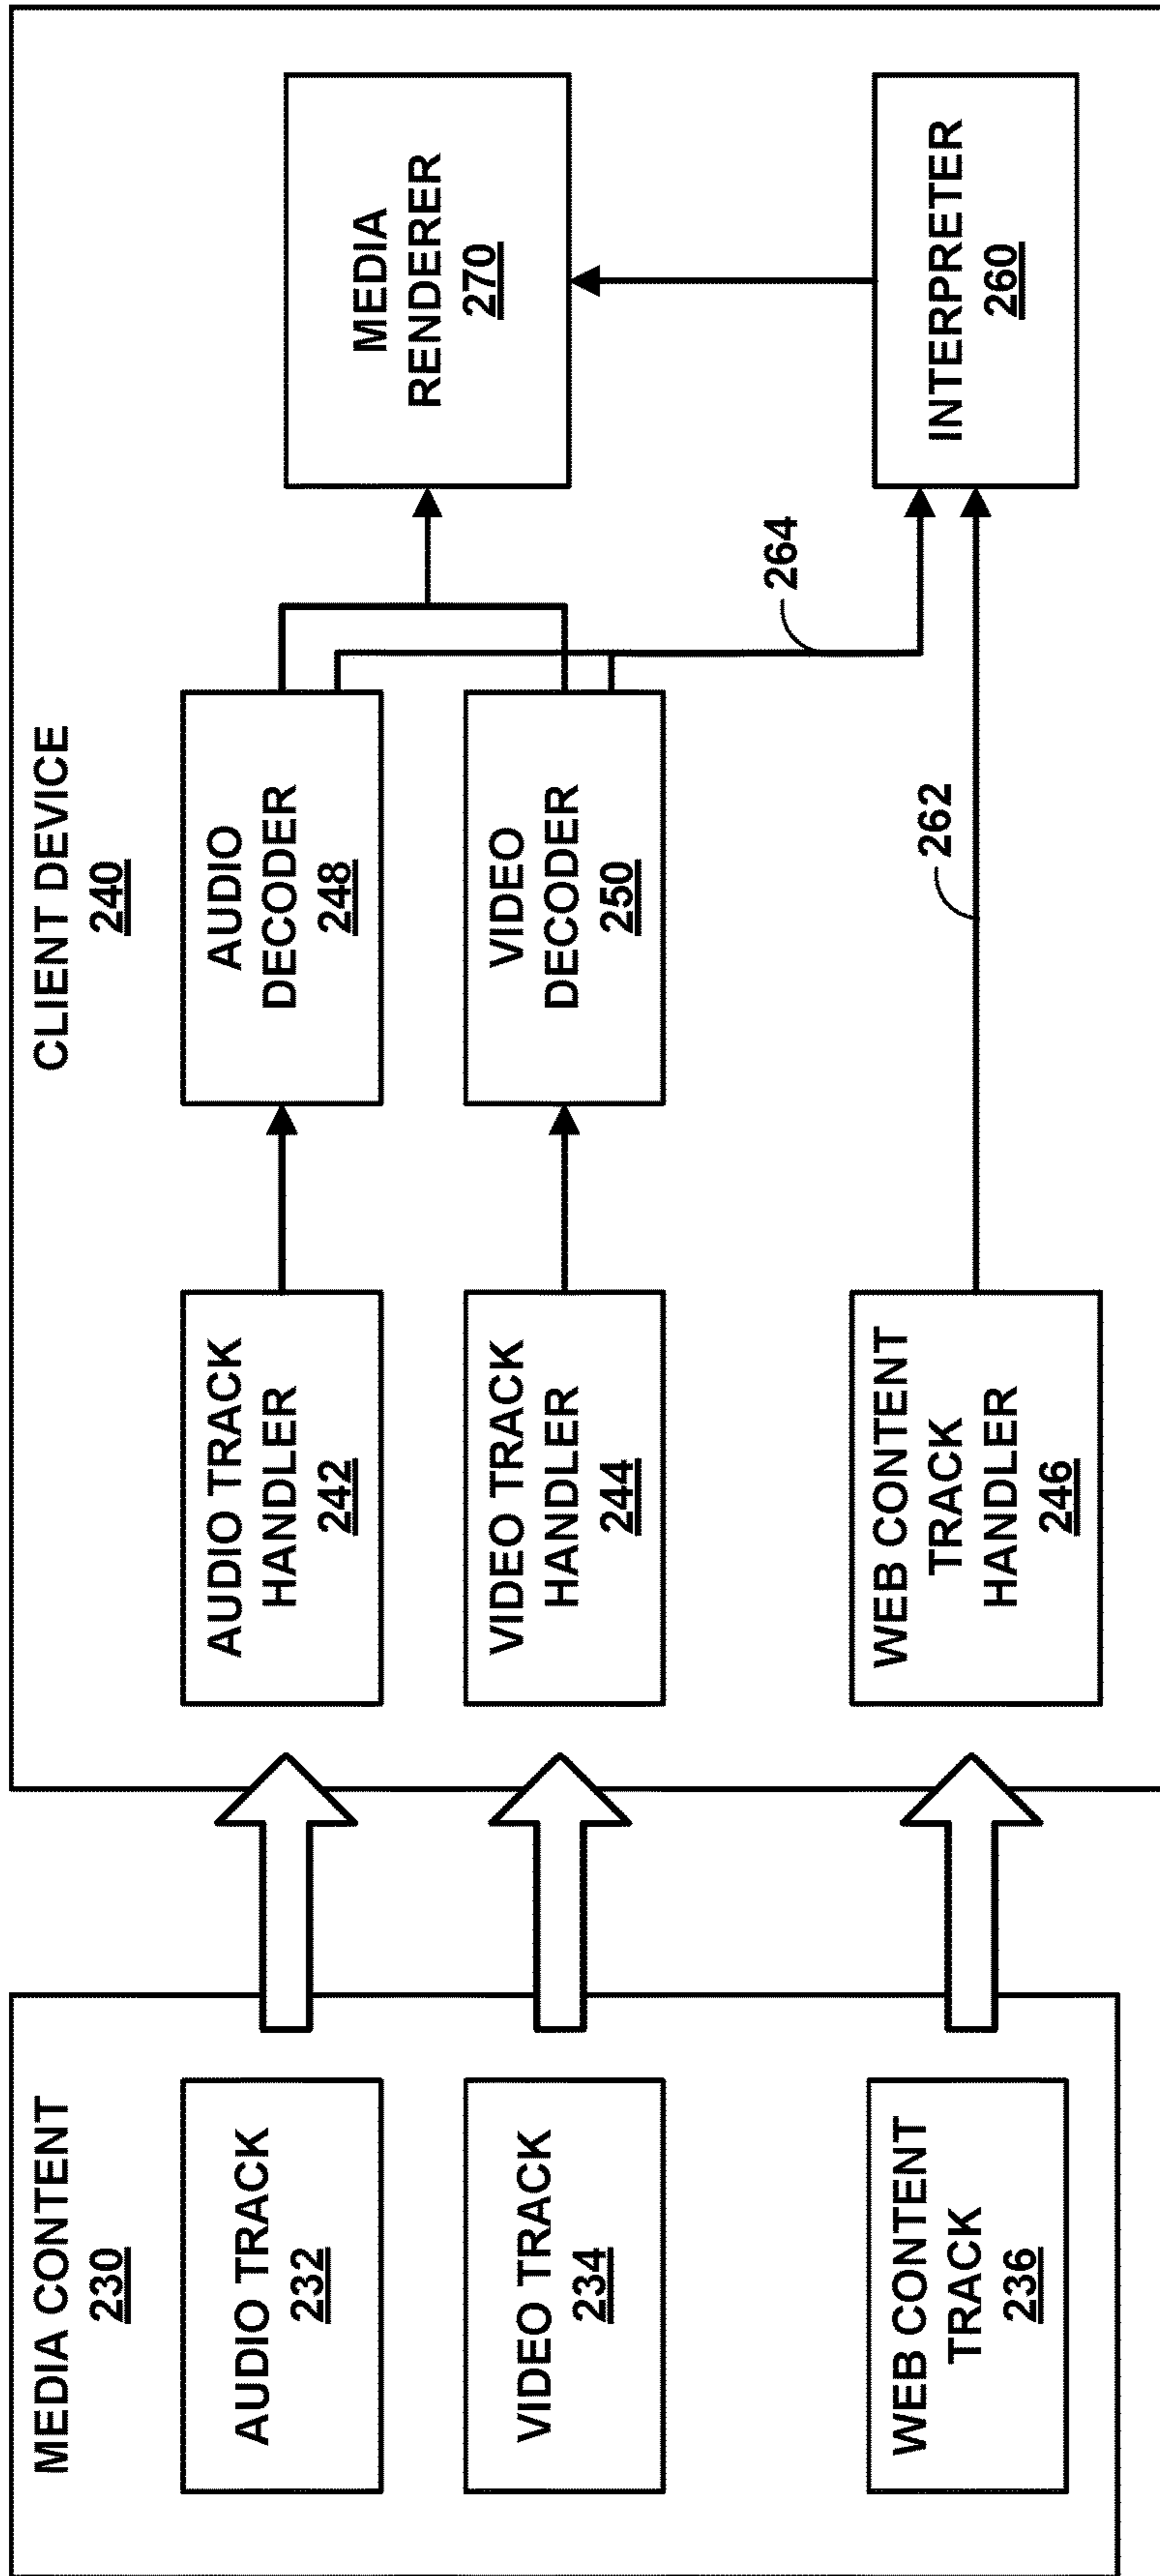 MEDIA CONTENT
230
AUDIO TRACK
232
VIDEO TRACK
234
WEB CONTENT
TRACK
236
CLIENT DEVICE
240
AUDIO TRACK
HANDLER
242
VIDEO TRACK
HANDLER
244
WEB CONTENT
TRACK
HANDLER
246
AUDIO
DECODER
248
VIDEO
DECODER
250
262
264
MEDIA
RENDERER
270
INTERPRETER
260